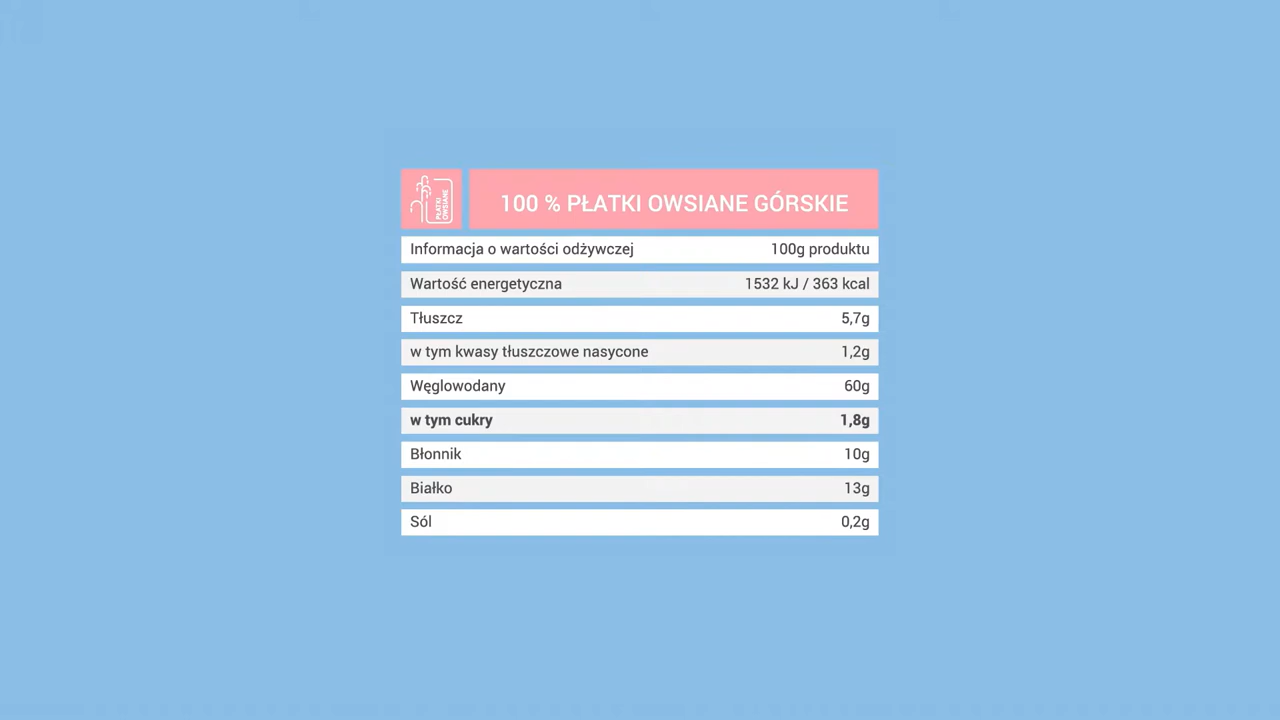 PŁATKI
OWSIANE
100 % PŁATKI OWSIANE GÓRSKIE
Informacja o wartości odżywczej 100g produktu
Wartość energetyczna 1532 kJ / 363 kcal
Tłuszcz 5,7g
w tym kwasy tłuszczowe nasycone 1,2g
Węglowodany 60g
w tym cukry 1,8g
Błonnik 10g
Białko 13g
Sól 0,2g